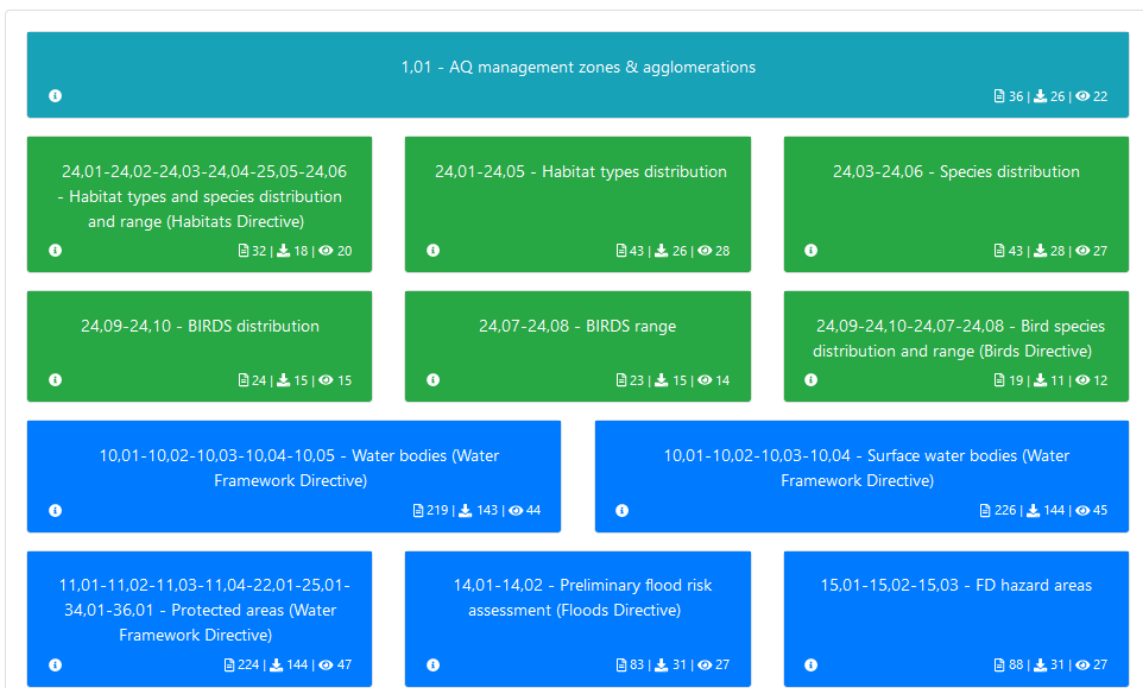 1,01 - AQ management zones & agglomerations
36 | 26 | 22
24,01-24,02-24,03-24,04-25,05-24,06
- Habitat types and species distribution
and range (Habitats Directive)
32 | 18 | 20
24,01-24,05 - Habitat types distribution
43 | 26 | 28
24,03-24,06 - Species distribution
43 | 28 | 27
24,09-24,10 - BIRDS distribution
24 | 15 | 15
24,07-24,08 - BIRDS range
23 | 15 | 14
24,09-24,10-24,07-24,08 - Bird species
distribution and range (Birds Directive)
19 | 11 | 12
10,01-10,02-10,03-10,04-10,05 - Water bodies (Water
Framework Directive)
219 | 143 | 44
10,01-10,02-10,03-10,04 - Surface water bodies (Water
Framework Directive)
226 | 144 | 45
11,01-11,02-11,03-11,04-22,01-25,01-
34,01-36,01 - Protected areas (Water
Framework Directive)
224 | 144 | 47
14,01-14,02 - Preliminary flood risk
assessment (Floods Directive)
83 | 31 | 27
15,01-15,02-15,03 - FD hazard areas
88 | 31 | 27